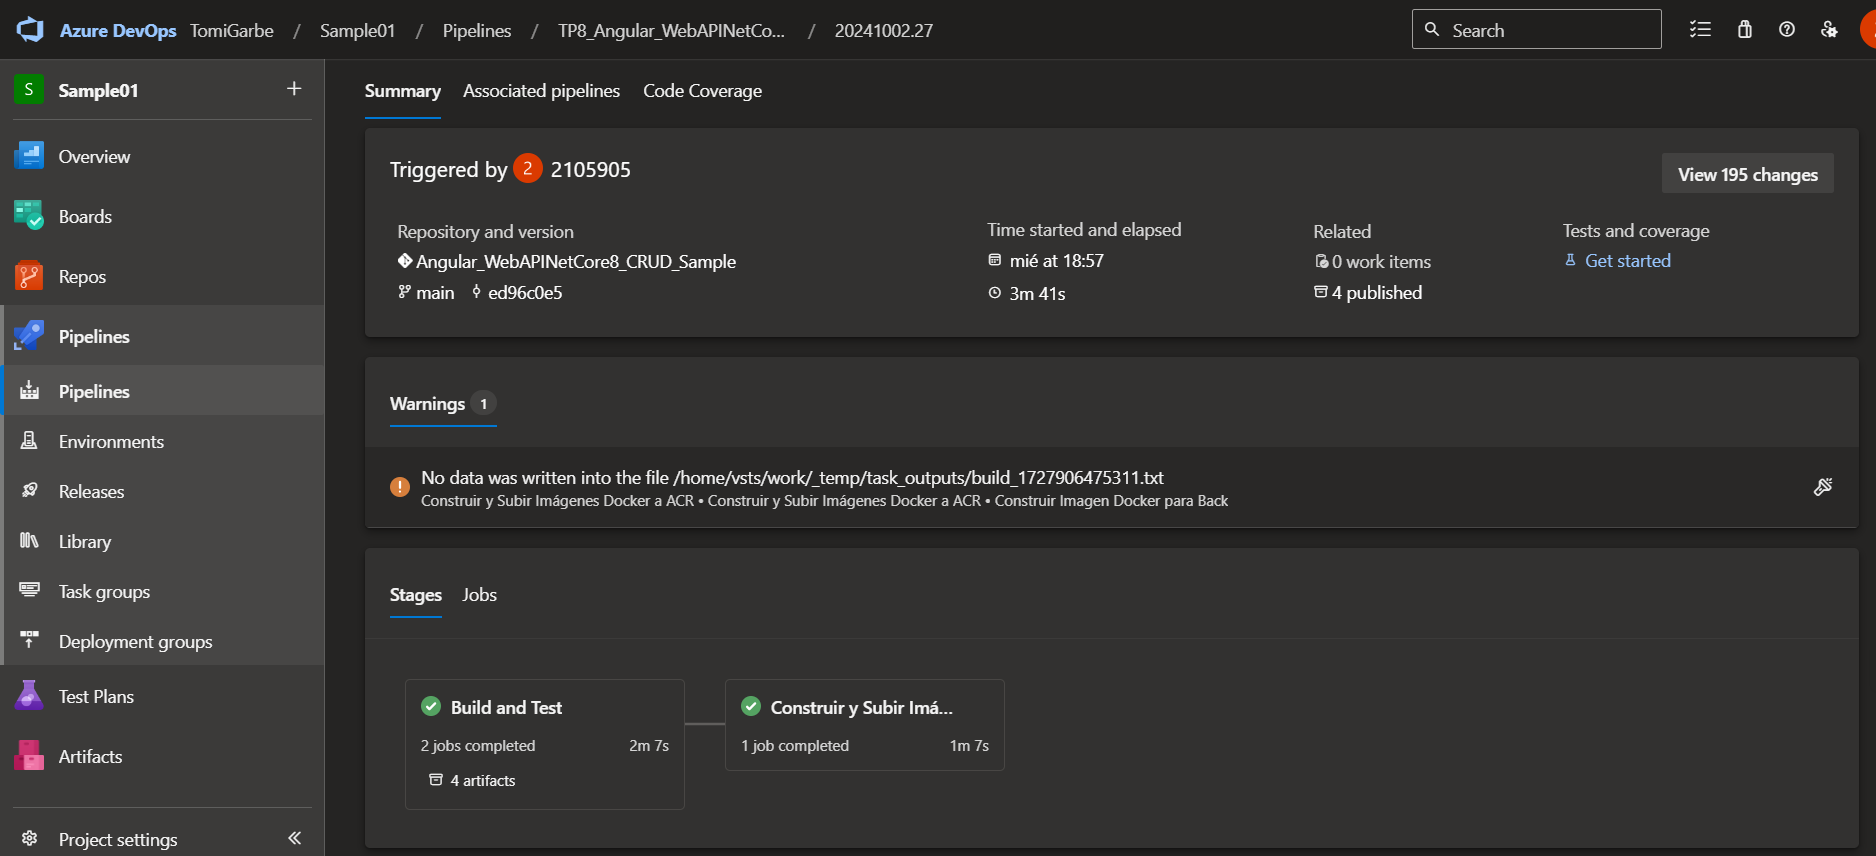 Azure DevOps TomiGarbe / Sample01 / Pipelines / TP8_Angular_WebAPINetCo... / 20241002.27
Search
S Sample01
Overview
Boards
Repos
Pipelines
Pipelines
Environments
Releases
Library
Task groups
Deployment groups
Test Plans
Artifacts
Project settings
Summary Associated pipelines Code Coverage
Triggered by 2 2105905
View 195 changes
Repository and version
Angular_WebAPINetCore8_CRUD_Sample
main ed96c0e5
Time started and elapsed
mié at 18:57
3m 41s
Related
0 work items
4 published
Tests and coverage
Get started
Warnings 1
No data was written into the file /home/vsts/work/_temp/task_outputs/build_1727906475311.txt
Construir y Subir Imágenes Docker a ACR • Construir y Subir Imágenes Docker a ACR • Construir Imagen Docker para Back
Stages Jobs
Build and Test
2 jobs completed 2m 7s
4 artifacts
Construir y Subir Imá...
1 job completed 1m 7s